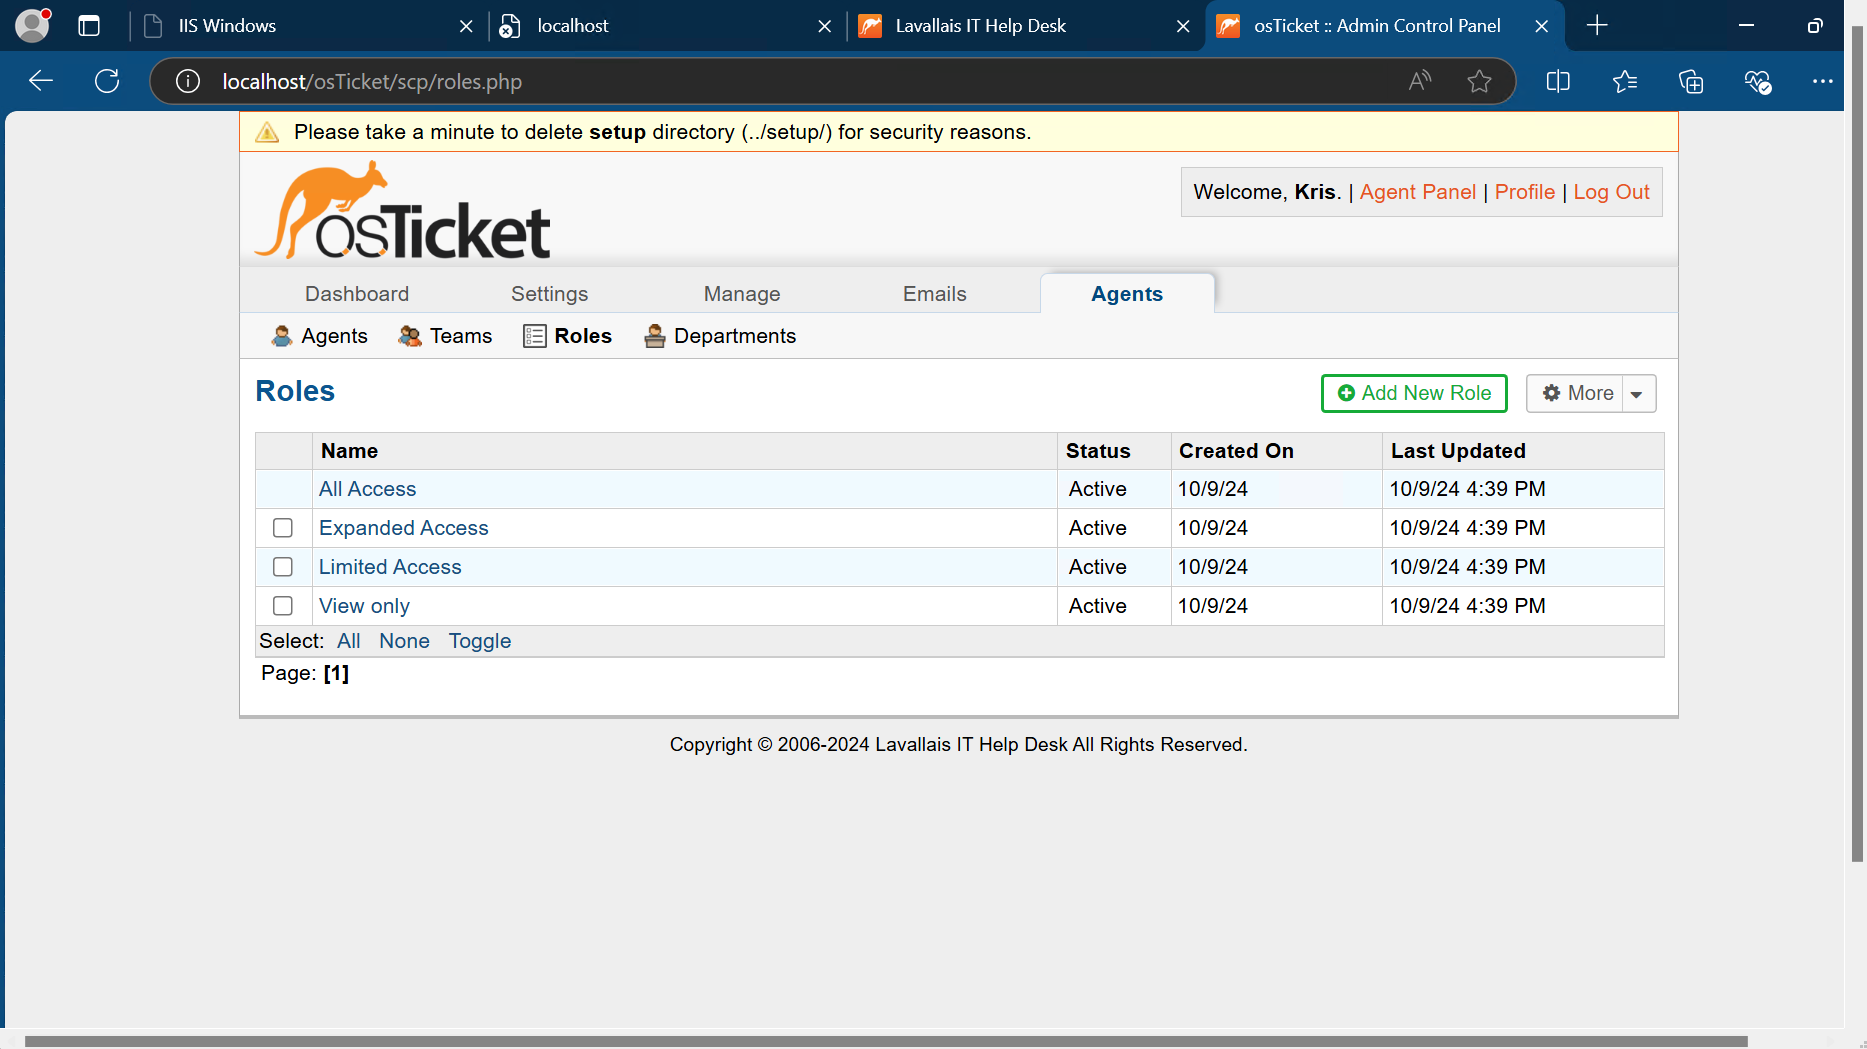 IIS Windows
localhost
Lavallais IT Help Desk
osTicket :: Admin Control Panel
localhost/osTicket/scp/roles.php
Please take a minute to delete setup directory (../setup/) for security reasons.
osTicket
Welcome, Kris. | Agent Panel | Profile | Log Out
Dashboard Settings Manage Emails Agents
Agents Teams Roles Departments
Roles
Add New Role More
Name Status Created On Last Updated
All Access Active 10/9/24 10/9/24 4:39 PM
Expanded Access Active 10/9/24 10/9/24 4:39 PM
Limited Access Active 10/9/24 10/9/24 4:39 PM
View only Active 10/9/24 10/9/24 4:39 PM
Select: All None Toggle
Page: [1]
Copyright © 2006-2024 Lavallais IT Help Desk All Rights Reserved.